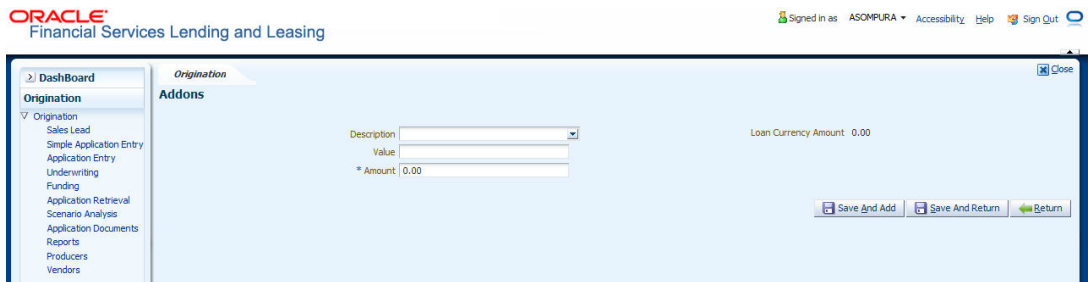 ORACLE
Financial Services Lending and Leasing
Signed in as ASOMPURA Accessibility Help Sign Out
DashBoard
Origination
Origination
Sales Lead
Simple Application Entry
Application Entry
Underwriting
Funding
Application Retrieval
Scenario Analysis
Application Documents
Reports
Producers
Vendors
Origination
Close
Addons
Description
Loan Currency Amount 0.00
Value
* Amount 0.00
Save And Add Save And Return Return